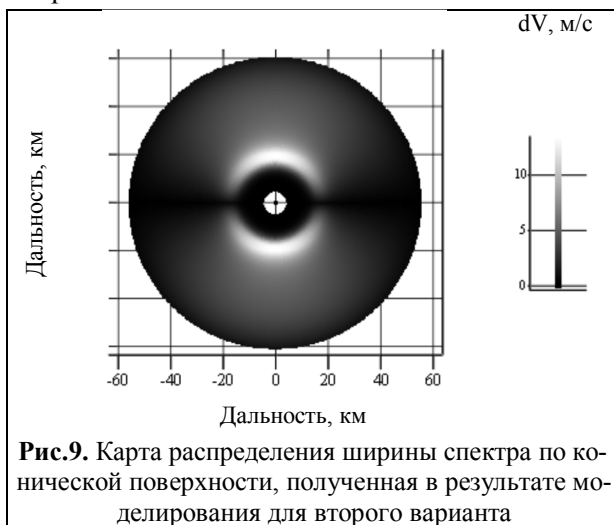 dV, м/с
Дальность, км
10
5
0
-60 -40 -20 0 20 40 60
Дальность, км
Рис.9. Карта распределения ширины спектра по ко-
нической поверхности, полученная в результате мо-
делирования для второго варианта